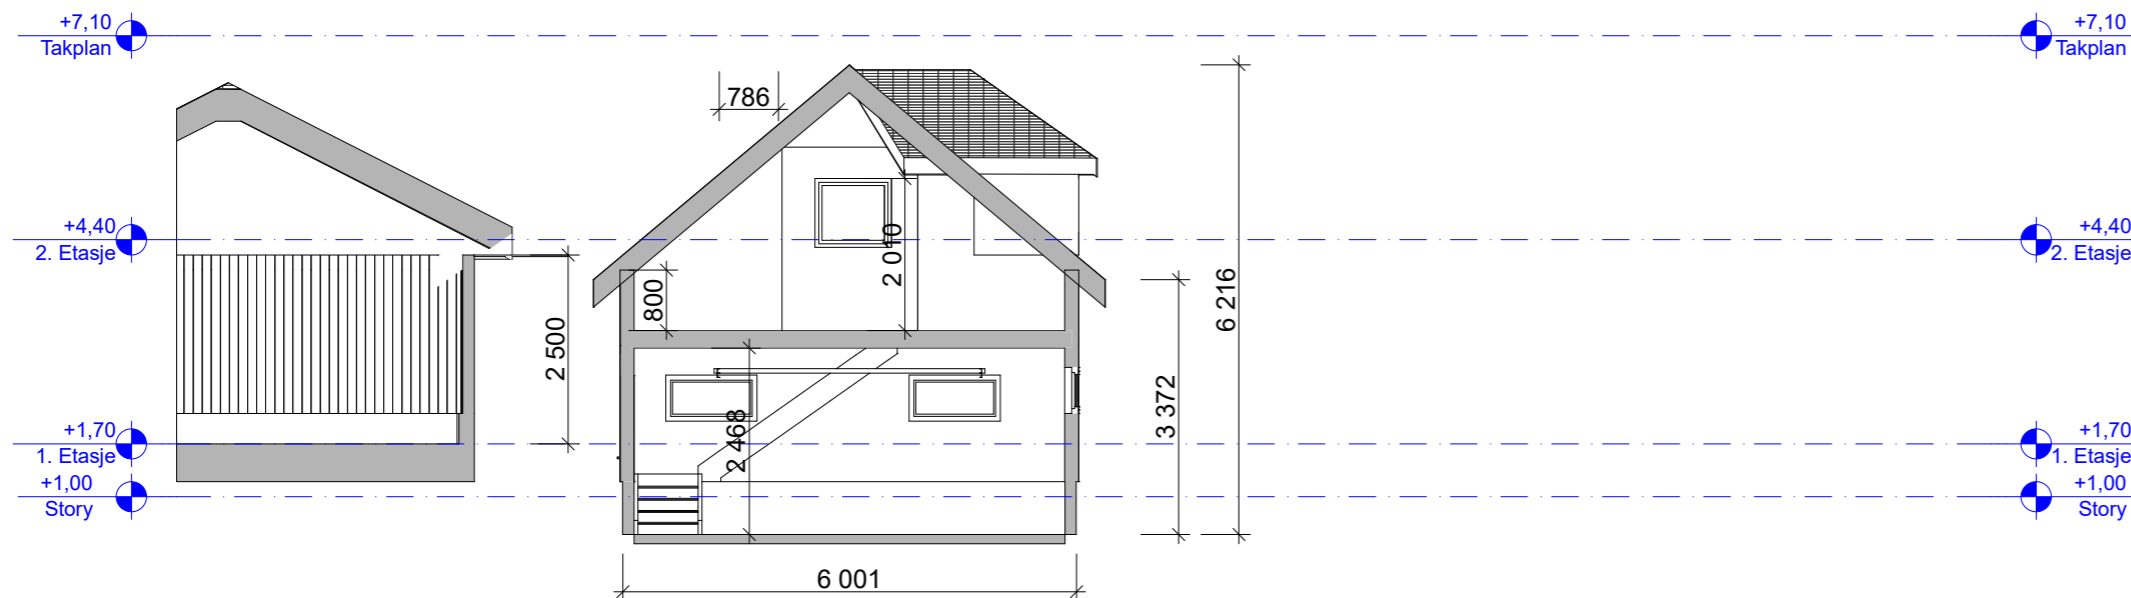 +7,10
Takplan
+7,10
Takplan
786
+4,40
2. Etasje
+4,40
2. Etasje
2 010
6 216
800
2 500
3 372
2 468
+1,70
1. Etasje
+1,70
1. Etasje
+1,00
Story
+1,00
Story
6 001